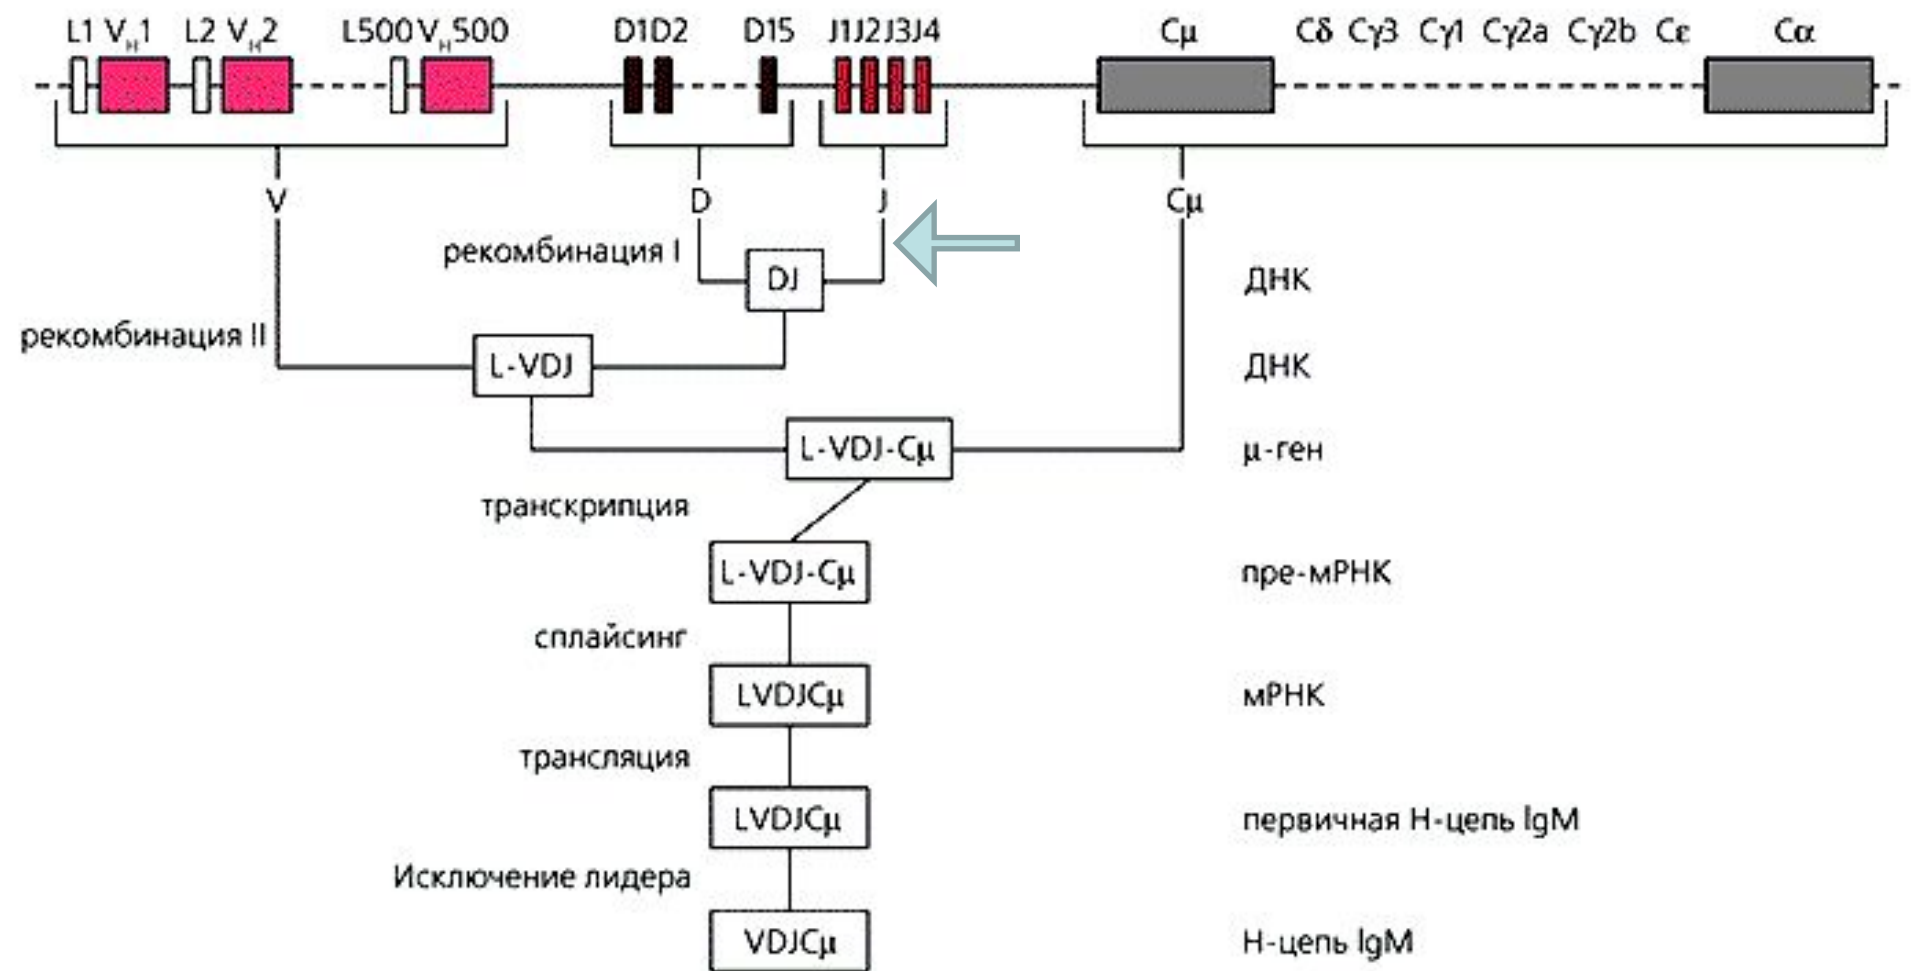 L1 VH1 L2 VH2 L500 VH500 D1D2 D15 J1J2J3J4 Cμ Cδ Cγ3 Cγ1 Cγ2a Cγ2b Cε Cα
V D J Cμ
рекомбинация I
DJ ДНК
рекомбинация II
L-VDJ ДНК
L-VDJ-Cμ μ-ген
транскрипция
L-VDJ-Cμ пре-мРНК
сплайсинг
LVDJCμ мРНК
трансляция
LVDJCμ первичная H-цепь IgM
Исключение лидера
VDJCμ H-цепь IgM